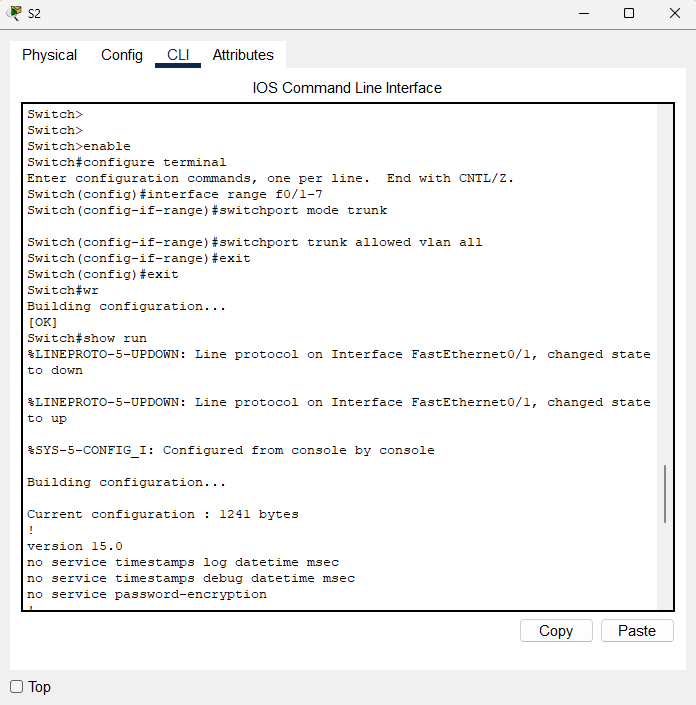 S2
Physical Config CLI Attributes
IOS Command Line Interface
Switch>
Switch>
Switch>enable
Switch#configure terminal
Enter configuration commands, one per line.  End with CNTL/Z.
Switch(config)#interface range f0/1-7
Switch(config-if-range)#switchport mode trunk
Switch(config-if-range)#switchport trunk allowed vlan all
Switch(config-if-range)#exit
Switch(config)#exit
Switch#wr
Building configuration...
[OK]
Switch#show run
%LINEPROTO-5-UPDOWN: Line protocol on Interface FastEthernet0/1, changed state
to down
%LINEPROTO-5-UPDOWN: Line protocol on Interface FastEthernet0/1, changed state
to up
%SYS-5-CONFIG_I: Configured from console by console
Building configuration...
Current configuration : 1241 bytes
!
version 15.0
no service timestamps log datetime msec
no service timestamps debug datetime msec
no service password-encryption
!
Copy Paste
Top